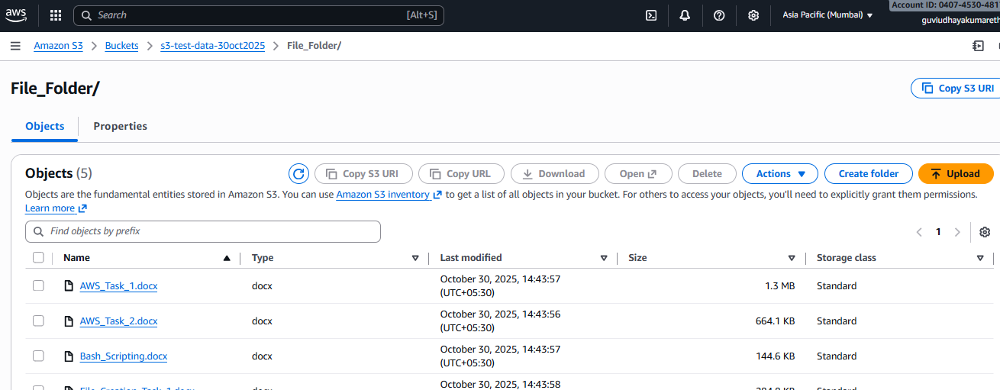 aws
Search [Alt+S]
Asia Pacific (Mumbai)
Account ID: 0407-4530-481
guviudhayakumareth
Amazon S3 > Buckets > s3-test-data-30oct2025 > File_Folder/
File_Folder/
Copy S3 URI
Objects Properties
Objects (5)
Copy S3 URI Copy URL Download Open Delete Actions Create folder Upload
Objects are the fundamental entities stored in Amazon S3. You can use Amazon S3 inventory to get a list of all objects in your bucket. For others to access your objects, you'll need to explicitly grant them permissions.
Learn more
Find objects by prefix
1
Name Type Last modified Size Storage class
AWS_Task_1.docx docx October 30, 2025, 14:43:57 (UTC+05:30) 1.3 MB Standard
AWS_Task_2.docx docx October 30, 2025, 14:43:56 (UTC+05:30) 664.1 KB Standard
Bash_Scripting.docx docx October 30, 2025, 14:43:57 (UTC+05:30) 144.6 KB Standard
File_Creation_Task_1.docx docx October 30, 2025, 14:43:58 Standard